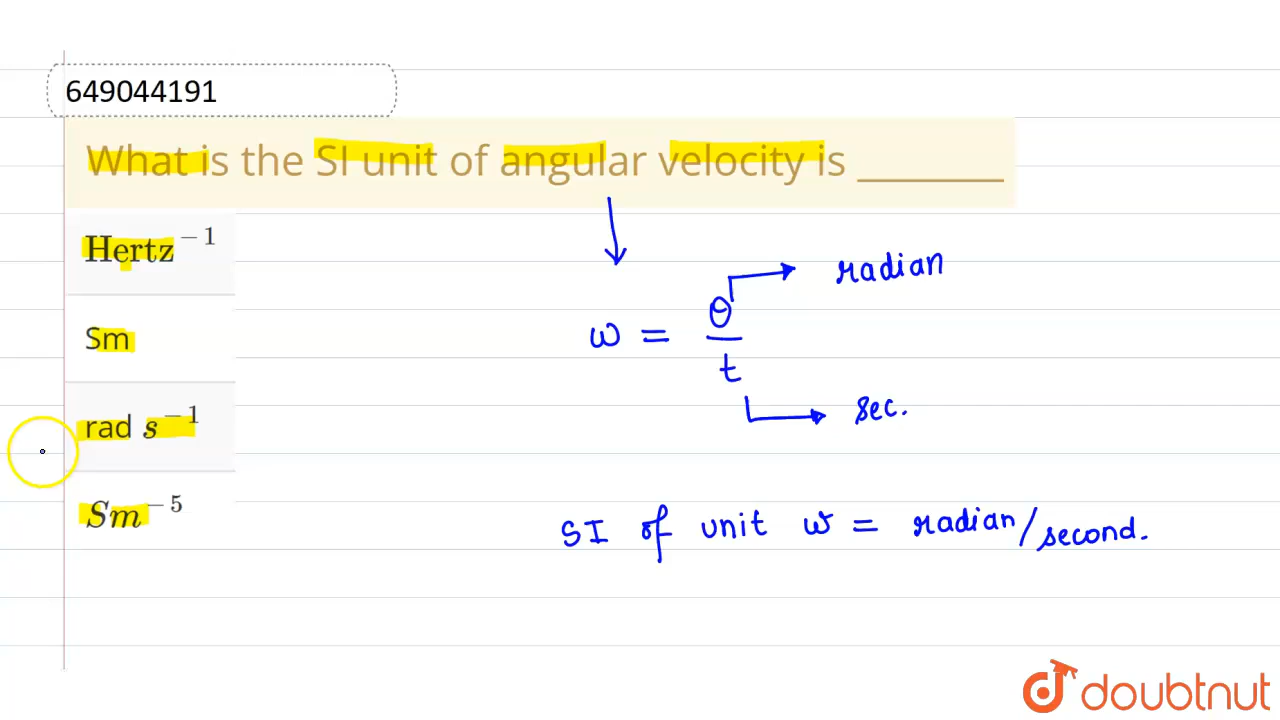 649044191
What is the SI unit of angular velocity is ________
Hertz⁻¹
Sm
rad s⁻¹
Sm⁻⁵
radian
ω = θ/t
sec.
SI of unit ω = radian/second.
doubtnut